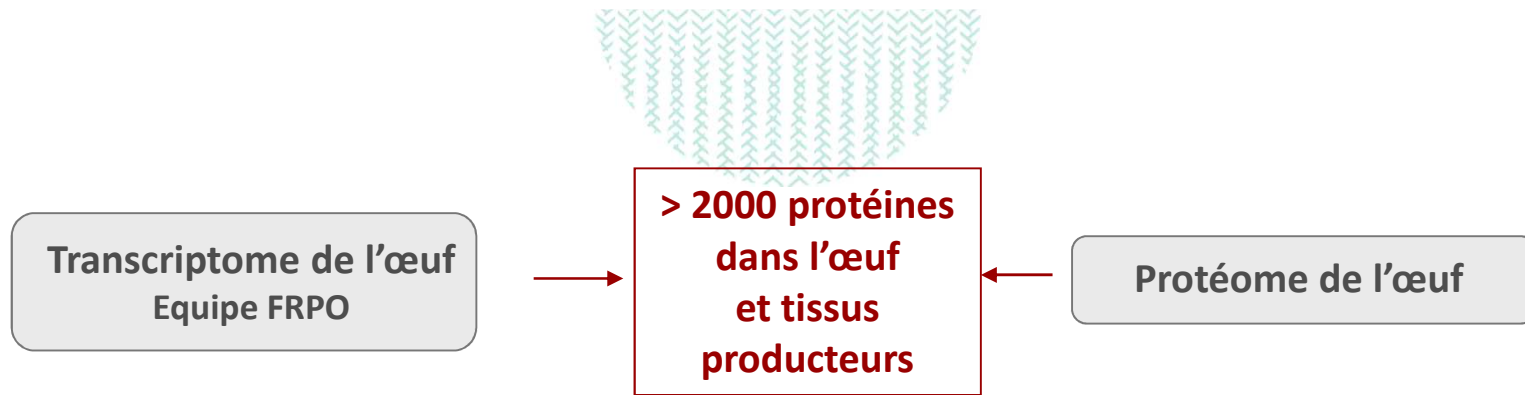 Transcriptome de l’œuf
Equipe FRPO
> 2000 protéines
dans l’œuf
et tissus
producteurs
Protéome de l’œuf